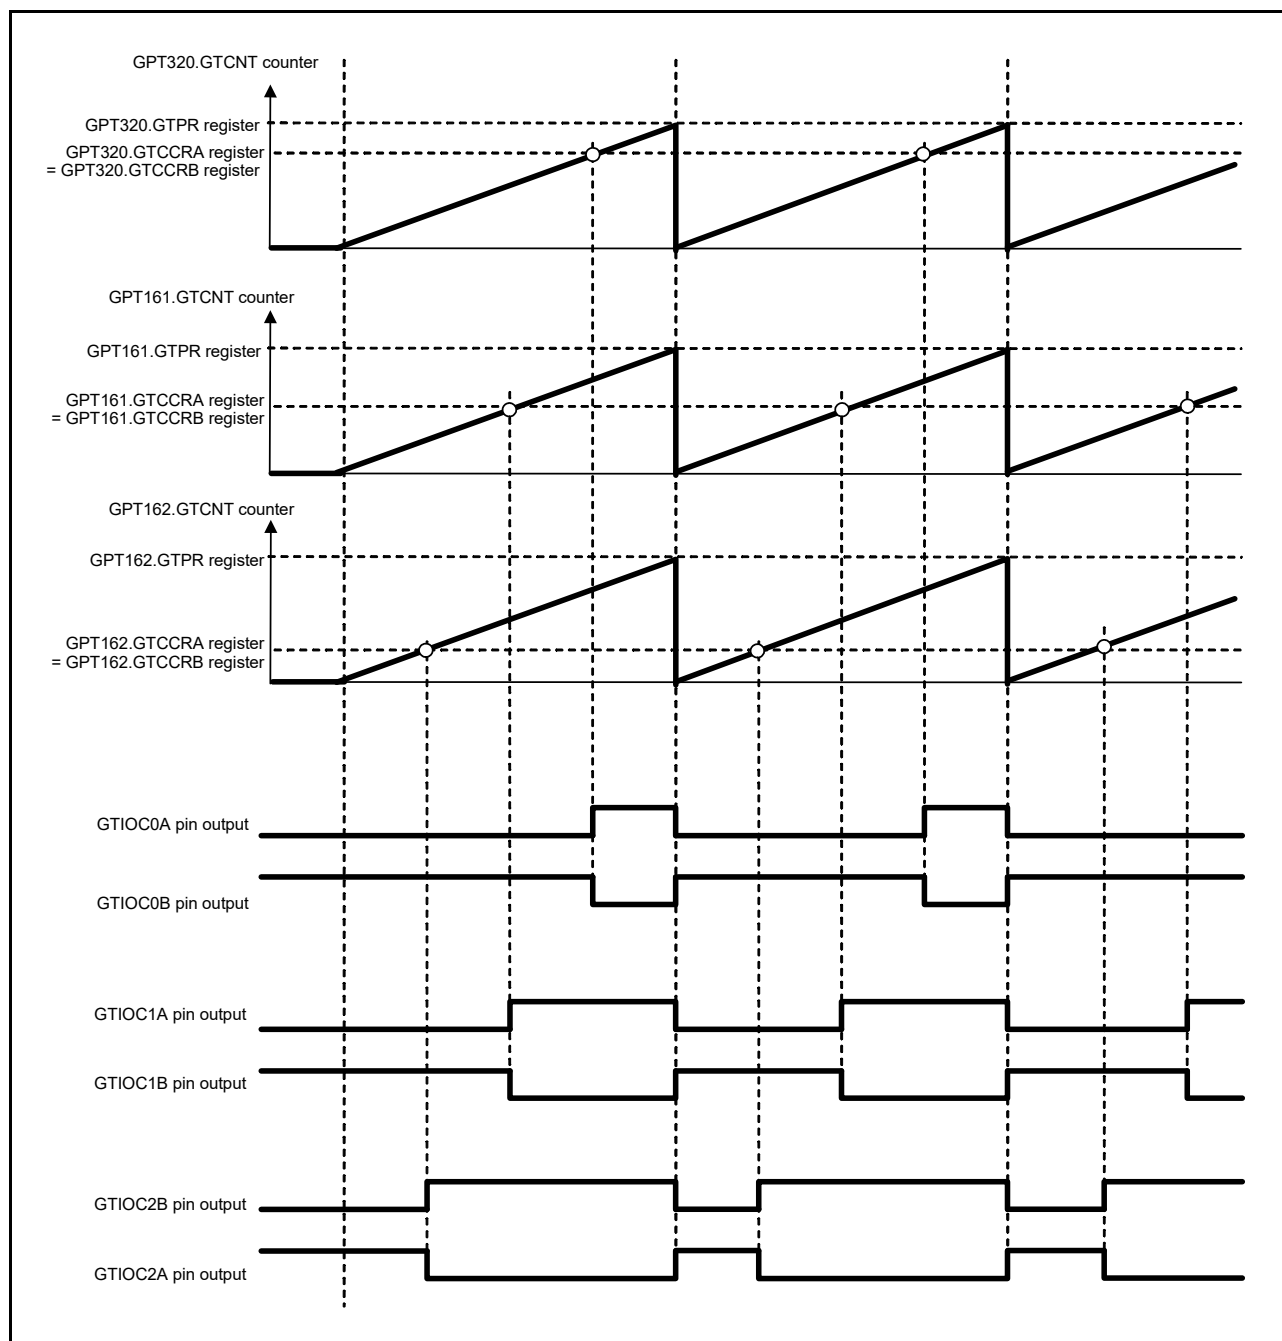 GPT320.GTCNT counter
GPT320.GTPR register
GPT320.GTCCRA register
= GPT320.GTCCRB register
GPT161.GTCNT counter
GPT161.GTPR register
GPT161.GTCCRA register
= GPT161.GTCCRB register
GPT162.GTCNT counter
GPT162.GTPR register
GPT162.GTCCRA register
= GPT162.GTCCRB register
GTIOC0A pin output
GTIOC0B pin output
GTIOC1A pin output
GTIOC1B pin output
GTIOC2B pin output
GTIOC2A pin output